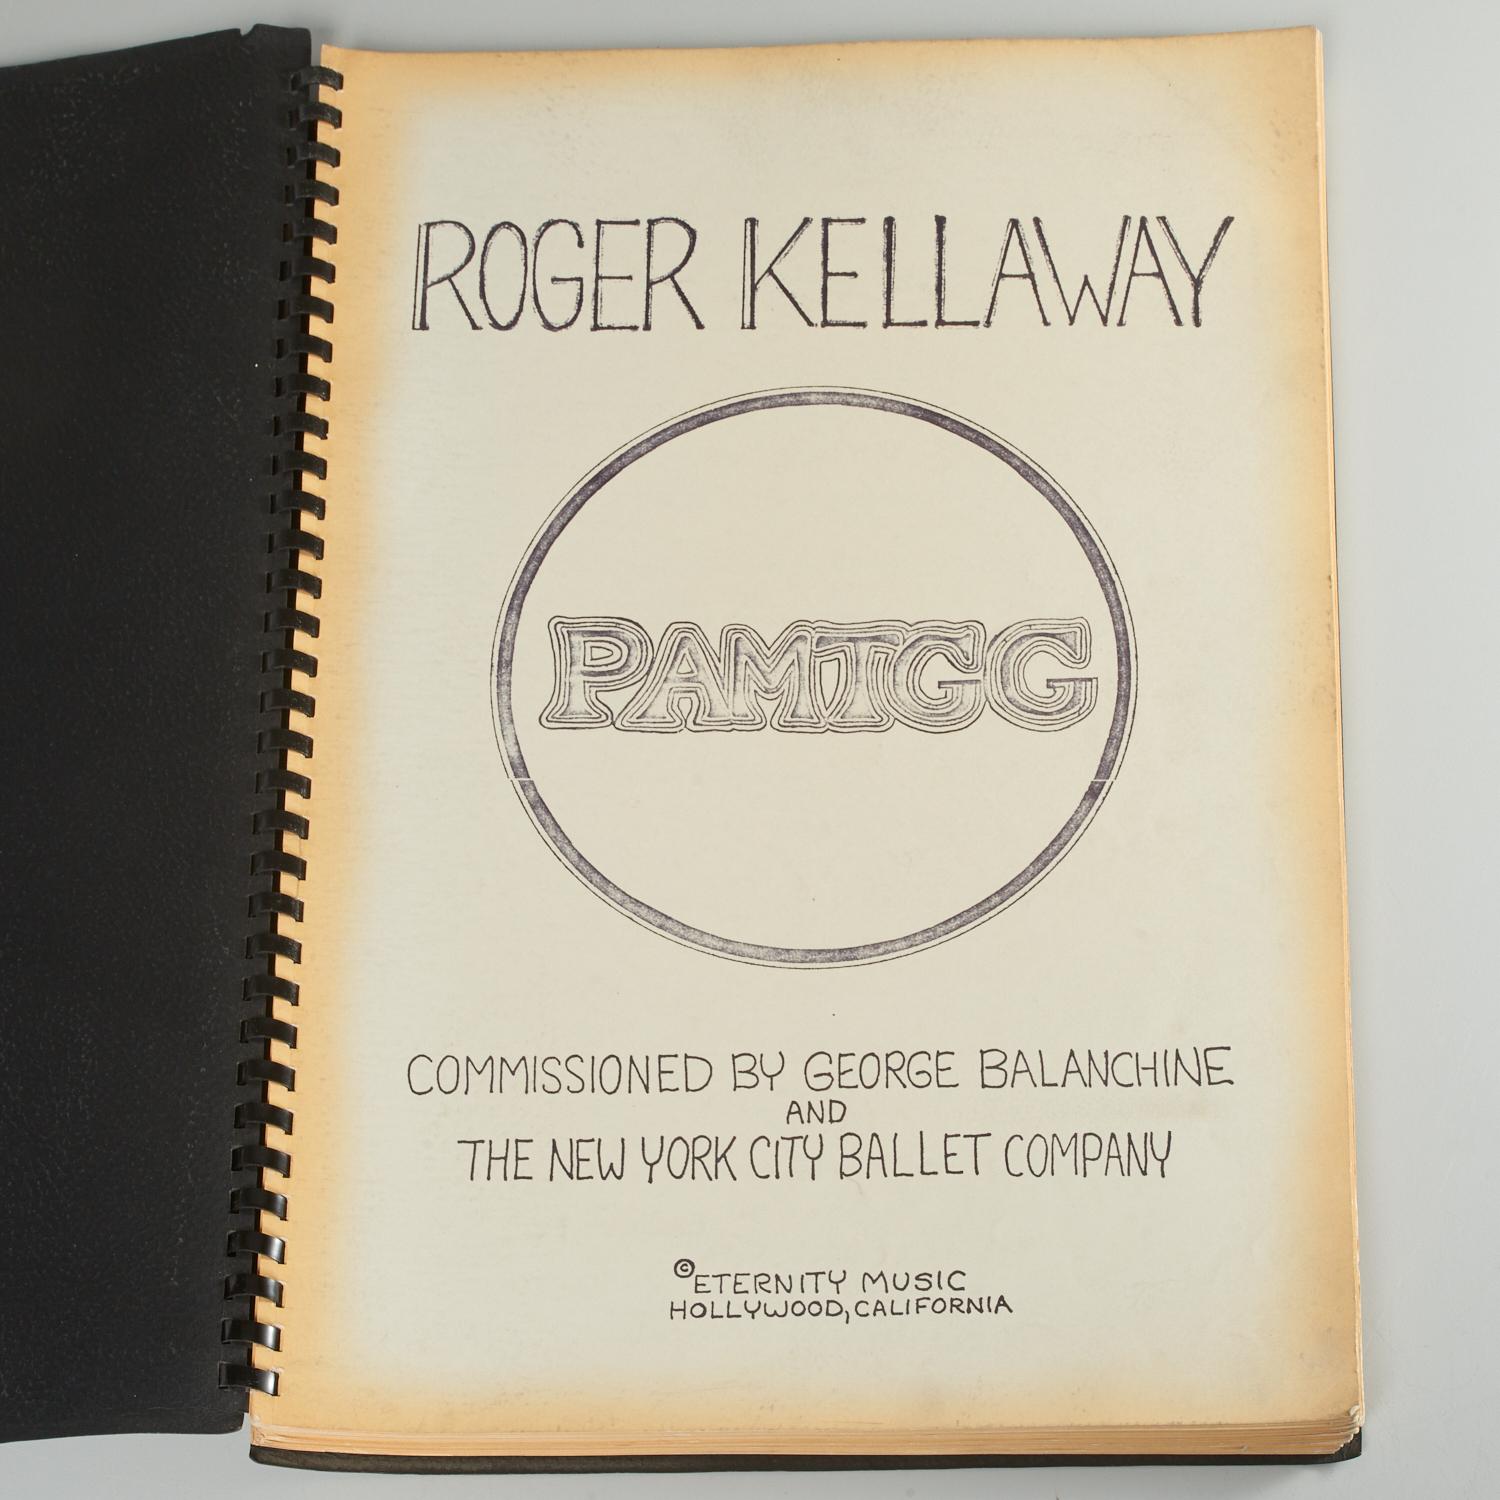 ROGER KELLAWAY
PAMTGG
COMMISSIONED BY GEORGE BALANCHINE
AND
THE NEW YORK CITY BALLET COMPANY
©ETERNITY MUSIC
HOLLYWOOD, CALIFORNIA